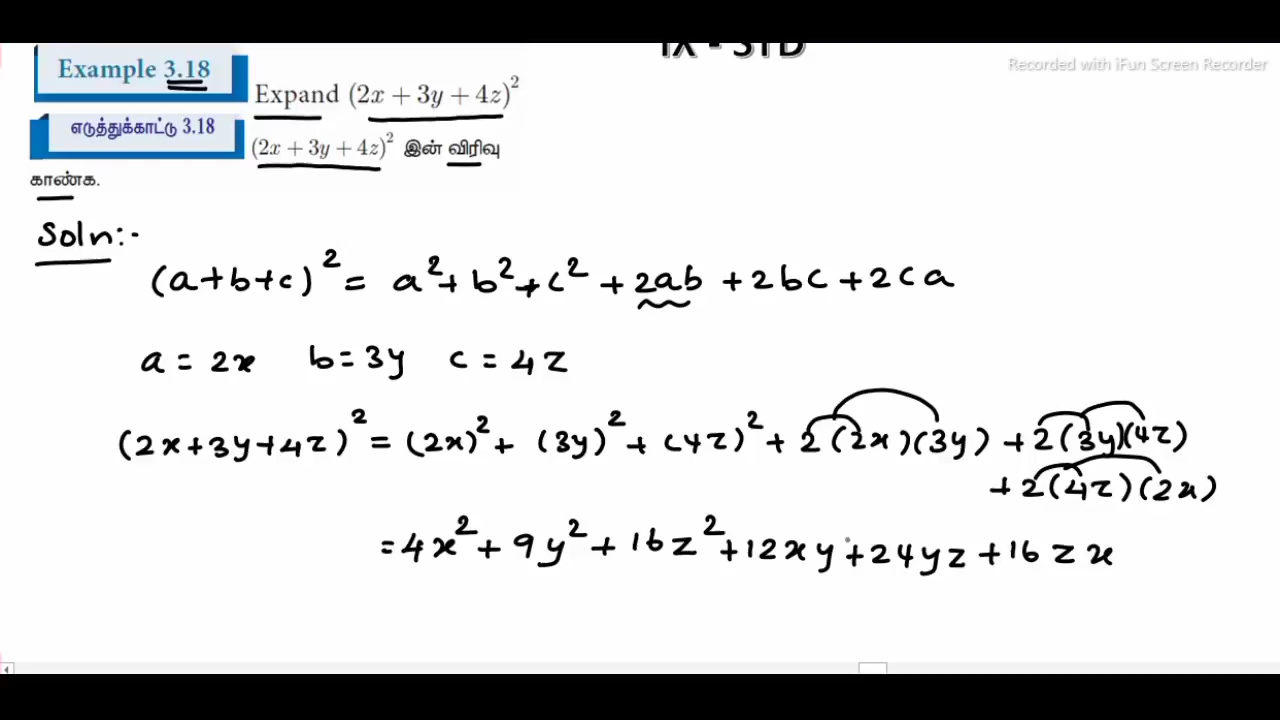 IX - STD
Recorded with iFun Screen Recorder
Example 3.18
Expand (2x + 3y + 4z)²
எடுத்துக்காட்டு 3.18
(2x + 3y + 4z)² இன் விரிவு
காண்க.
Soln:-
(a+b+c)² = a² + b² + c² + 2ab + 2bc + 2ca
a = 2x b = 3y c = 4z
(2x+3y+4z)² = (2x)² + (3y)² + (4z)² + 2(2x)(3y) + 2(3y)(4z)
+ 2(4z)(2x)
= 4x² + 9y² + 16z² + 12xy + 24yz + 16zx